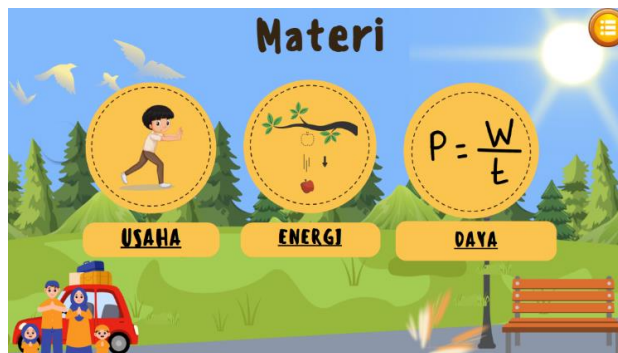 Materi
P = W/t
USAHA
ENERGI
DAYA